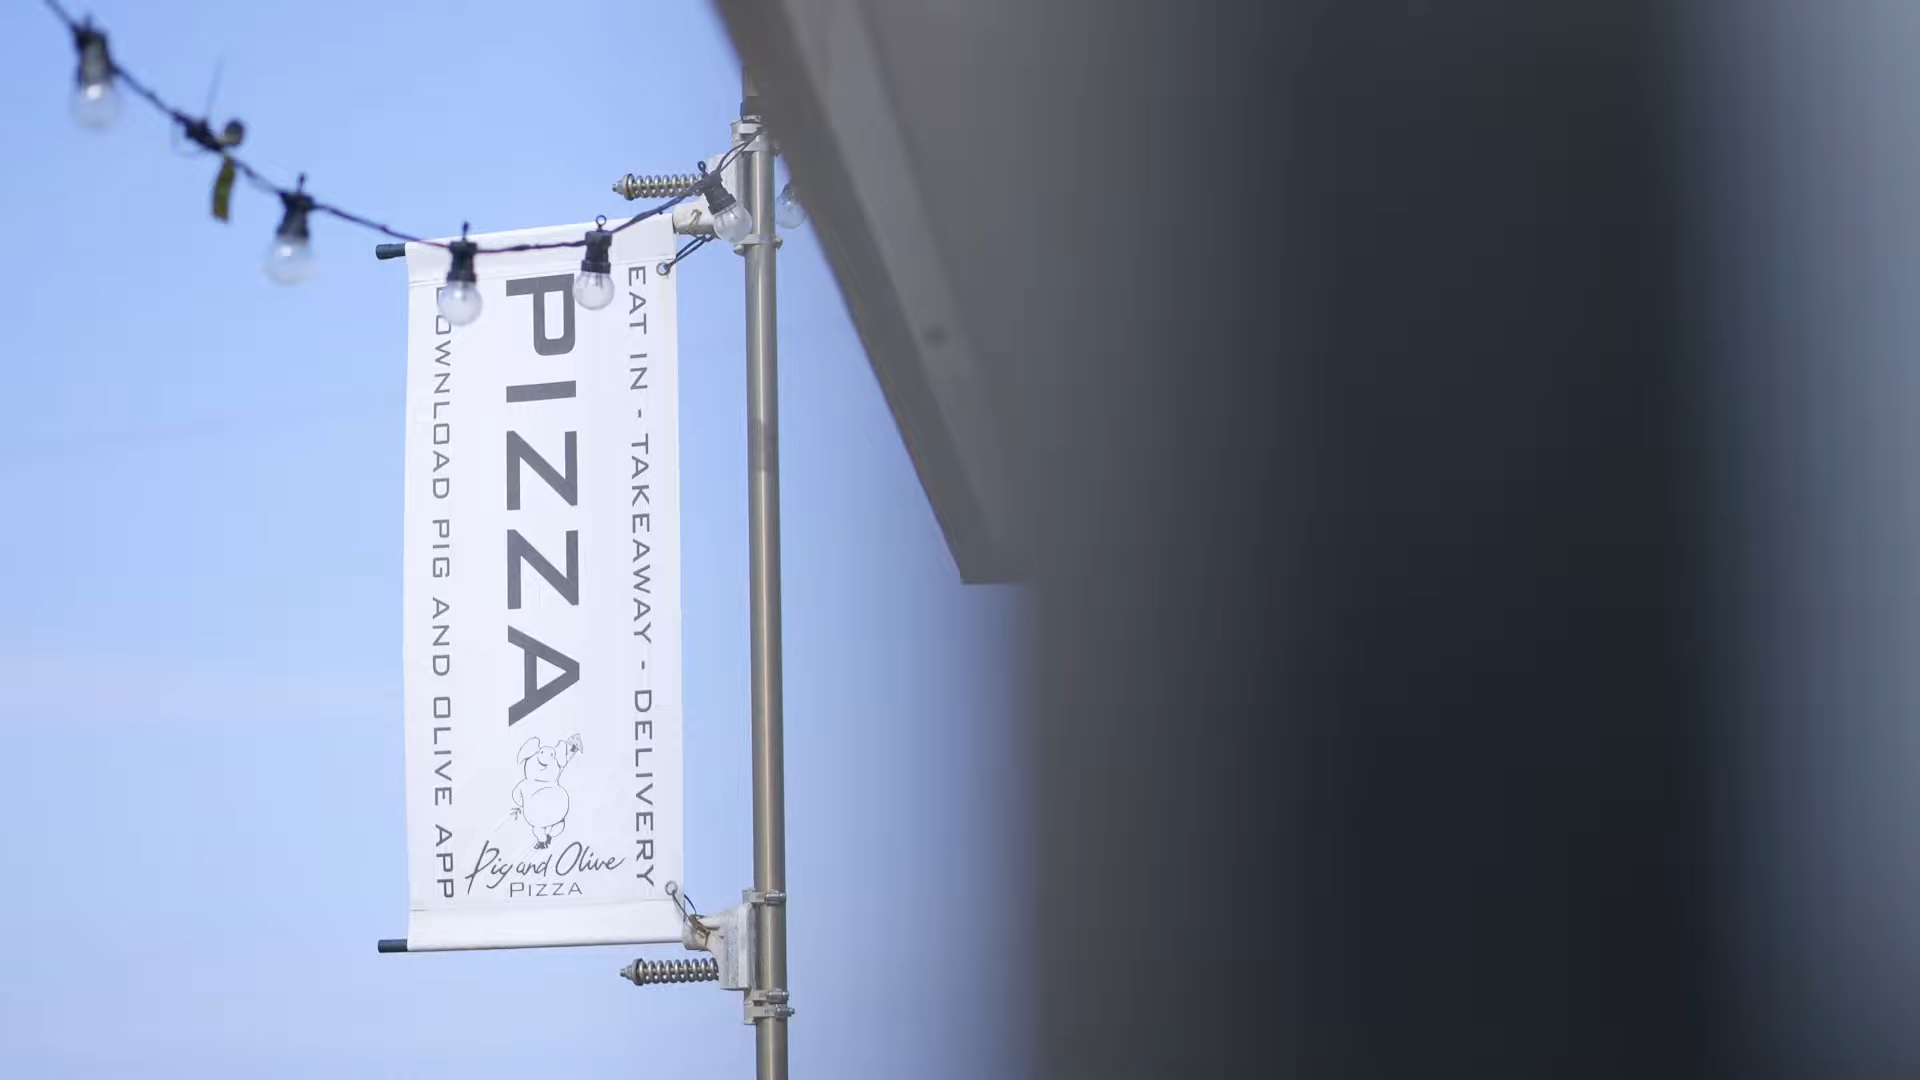 EAT IN - TAKEAWAY - DELIVERY
PIZZA
DOWNLOAD PIG AND OLIVE APP
Pig and Olive
PIZZA